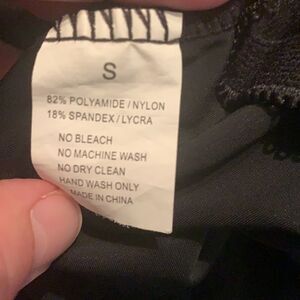 S
82% POLYAMIDE / NYLON
18% SPANDEX / LYCRA
NO BLEACH
NO MACHINE WASH
NO DRY CLEAN
HAND WASH ONLY
MADE IN CHINA